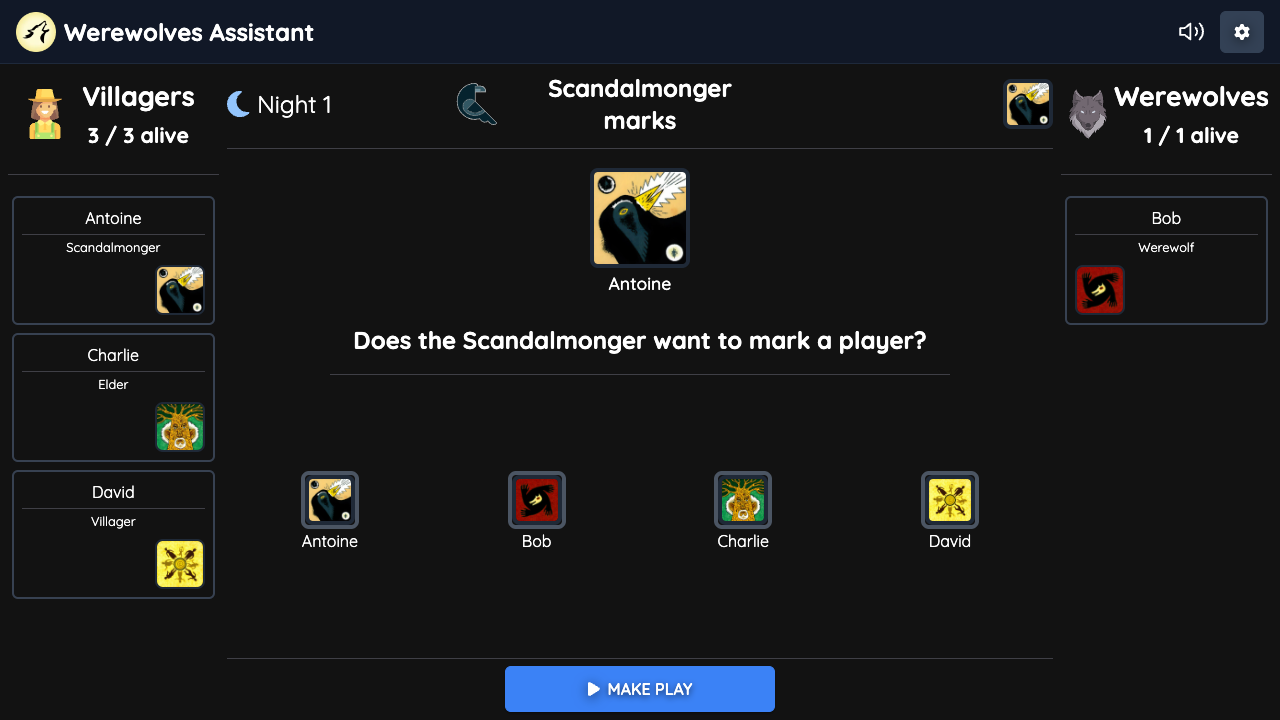 Werewolves Assistant
Villagers
3 / 3 alive
Night 1
Scandalmonger
marks
Werewolves
1 / 1 alive
Antoine
Scandalmonger
Charlie
Elder
David
Villager
Antoine
Does the Scandalmonger want to mark a player?
Antoine
Bob
Charlie
David
MAKE PLAY
Bob
Werewolf